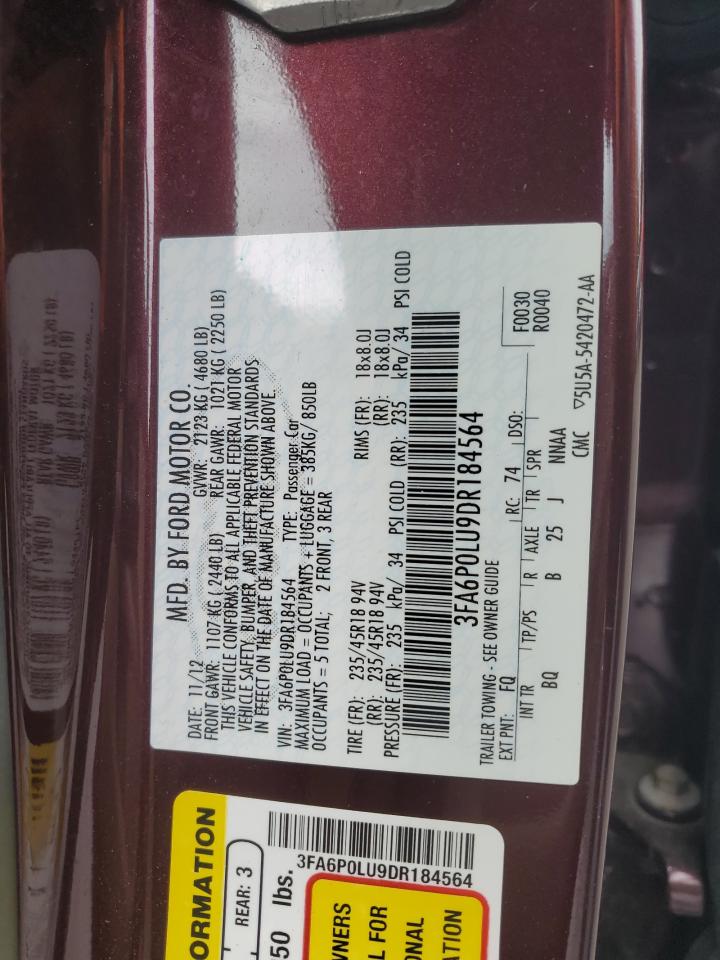 MFD. BY FORD MOTOR CO.
DATE: 11/12 GVWR: 2123 KG ( 4680 LB)
FRONT GAWR: 1107 KG ( 2440 LB) REAR GAWR: 1021 KG ( 2250 LB)
THIS VEHICLE CONFORMS TO ALL APPLICABLE FEDERAL MOTOR
VEHICLE SAFETY, BUMPER, AND THEFT PREVENTION STANDARDS
IN EFFECT ON THE DATE OF MANUFACTURE SHOWN ABOVE.
VIN: 3FA6P0LU9DR184564 TYPE: Passenger Car
MAXIMUM LOAD = OCCUPANTS + LUGGAGE = 385KG/ 850LB
OCCUPANTS = 5 TOTAL; 2 FRONT, 3 REAR
TIRE (FR): 235/45R18 94V RIMS (FR): 18x8.0J
(RR): 235/45R18 94V (RR): 18x8.0J
PRESSURE (FR): 235 kPa/ 34 PSI COLD (RR): 235 kPa/ 34 PSI COLD
3FA6P0LU9DR184564
TRAILER TOWING - SEE OWNER GUIDE
EXT PNT: FQ RC: 74 DSO: F0030
R0040
INT TR TP/PS R AXLE TR SPR
BQ B 25 J NNAA
CMC ▽5U5A-5420472-AA
ORMATION
REAR: 3
50 lbs.
3FA6P0LU9DR184564
WNERS
L FOR
ONAL
ATION